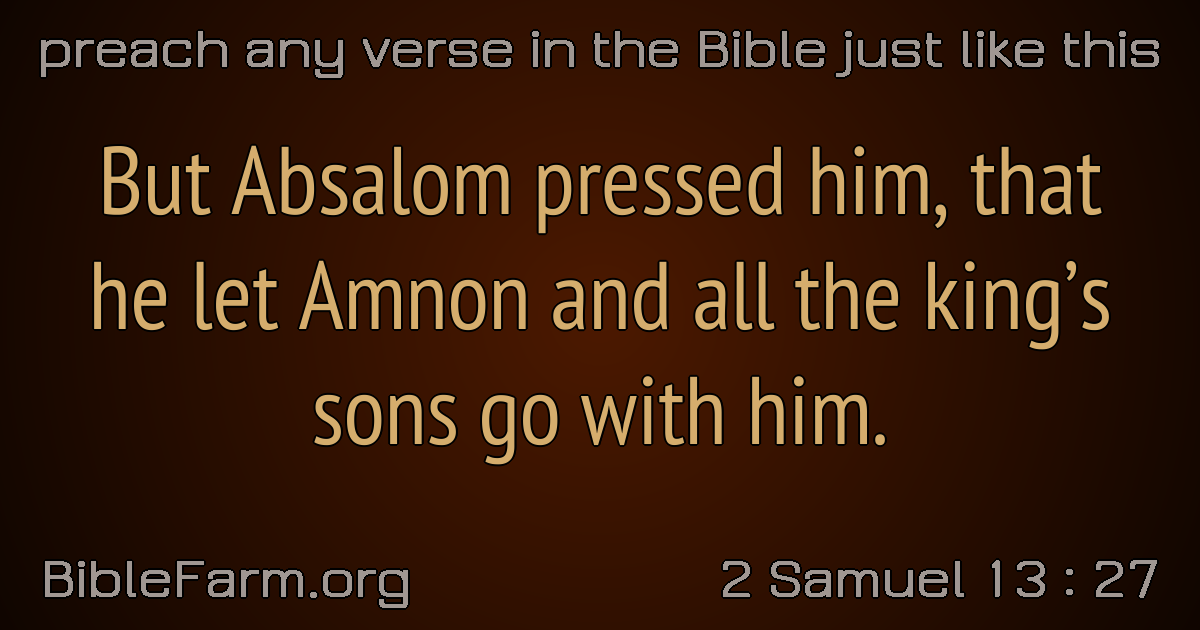 preach any verse in the Bible just like this
But Absalom pressed him, that
he let Amnon and all the king’s
sons go with him.
BibleFarm.org
2 Samuel 13 : 27